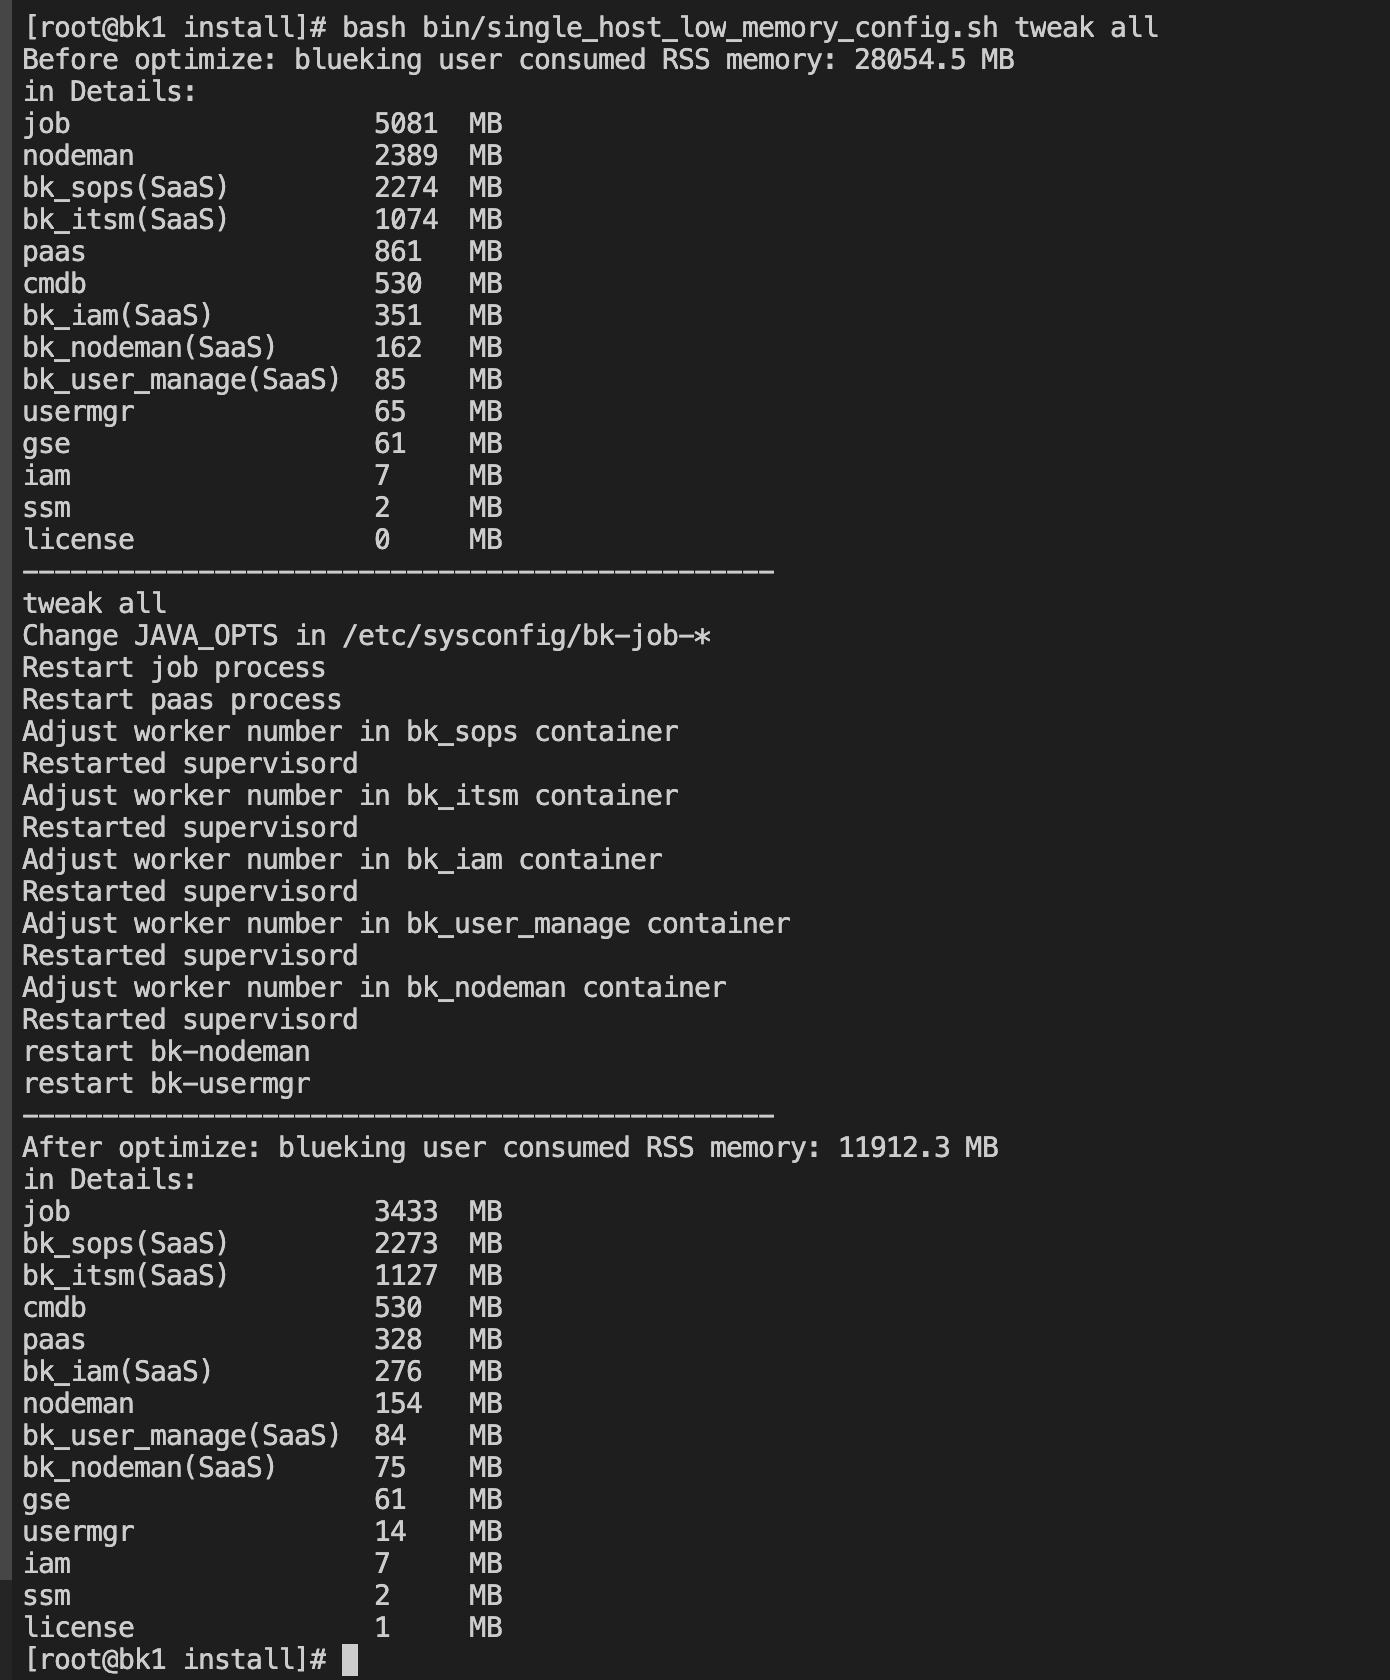 [root@bk1 install]# bash bin/single_host_low_memory_config.sh tweak all
Before optimize: blueking user consumed RSS memory: 28054.5 MB
in Details:
job                   5081  MB
nodeman               2389  MB
bk_sops(SaaS)         2274  MB
bk_itsm(SaaS)         1074  MB
paas                  861   MB
cmdb                  530   MB
bk_iam(SaaS)          351   MB
bk_nodeman(SaaS)      162   MB
bk_user_manage(SaaS)  85    MB
usermgr               65    MB
gse                   61    MB
iam                   7     MB
ssm                   2     MB
license               0     MB
-----------------------------------------------
tweak all
Change JAVA_OPTS in /etc/sysconfig/bk-job-*
Restart job process
Restart paas process
Adjust worker number in bk_sops container
Restarted supervisord
Adjust worker number in bk_itsm container
Restarted supervisord
Adjust worker number in bk_iam container
Restarted supervisord
Adjust worker number in bk_user_manage container
Restarted supervisord
Adjust worker number in bk_nodeman container
Restarted supervisord
restart bk-nodeman
restart bk-usermgr
-----------------------------------------------
After optimize: blueking user consumed RSS memory: 11912.3 MB
in Details:
job                   3433  MB
bk_sops(SaaS)         2273  MB
bk_itsm(SaaS)         1127  MB
cmdb                  530   MB
paas                  328   MB
bk_iam(SaaS)          276   MB
nodeman               154   MB
bk_user_manage(SaaS)  84    MB
bk_nodeman(SaaS)      75    MB
gse                   61    MB
usermgr               14    MB
iam                   7     MB
ssm                   2     MB
license               1     MB
[root@bk1 install]#